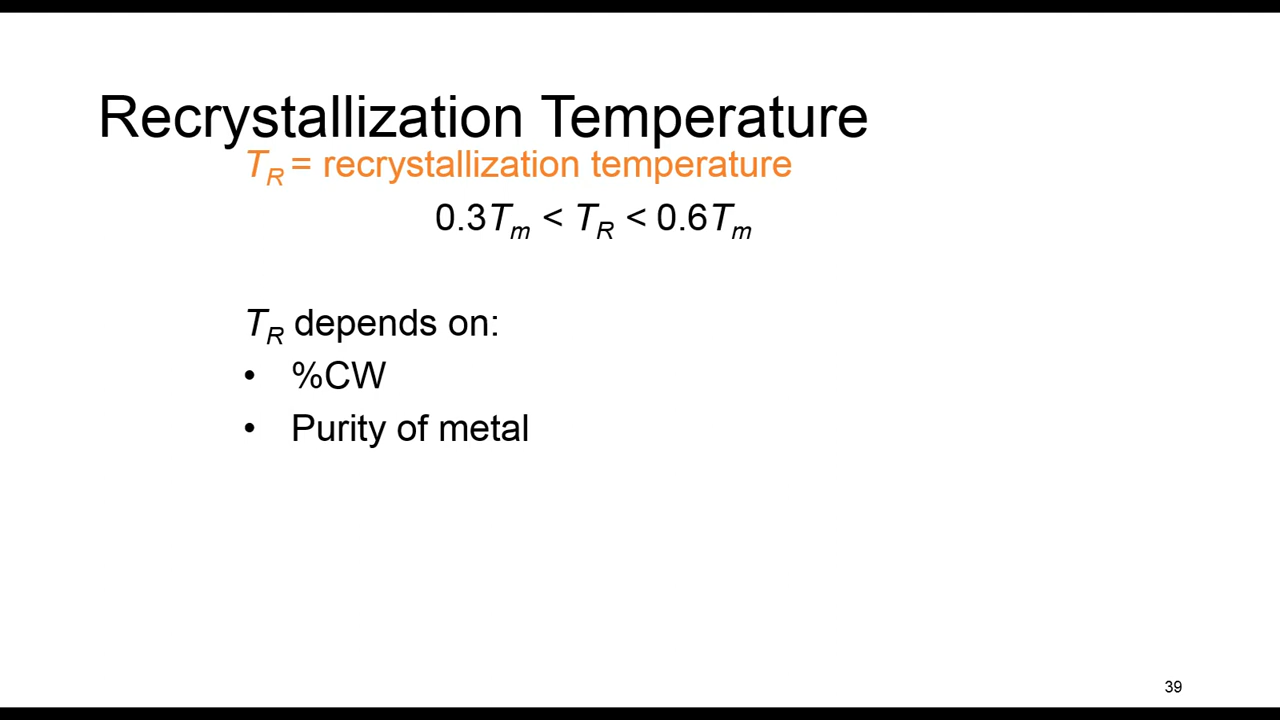 Recrystallization Temperature
T_R = recrystallization temperature
0.3T_m < T_R < 0.6T_m
T_R depends on:
• %CW
• Purity of metal
39